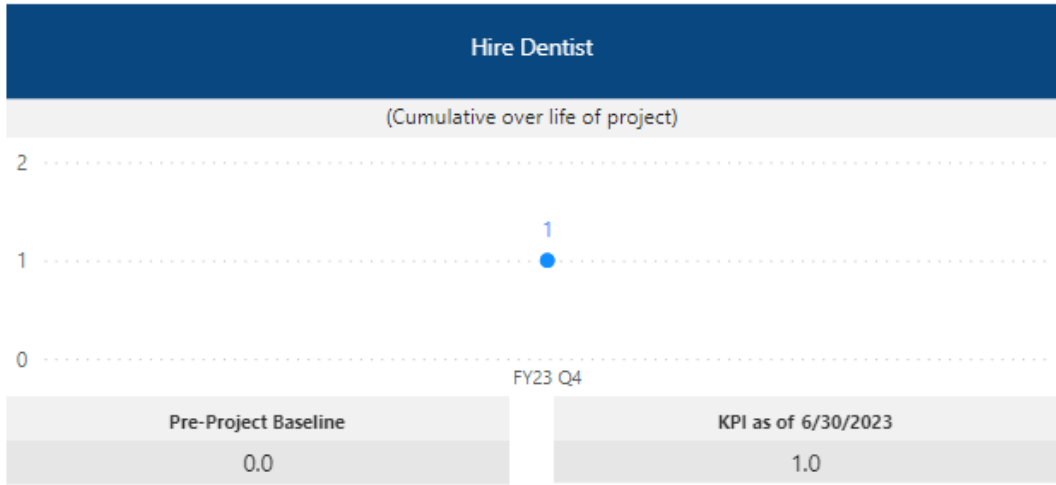 Hire Dentist
(Cumulative over life of project)
2
1
1
0
FY23 Q4
Pre-Project Baseline KPI as of 6/30/2023
0.0 1.0